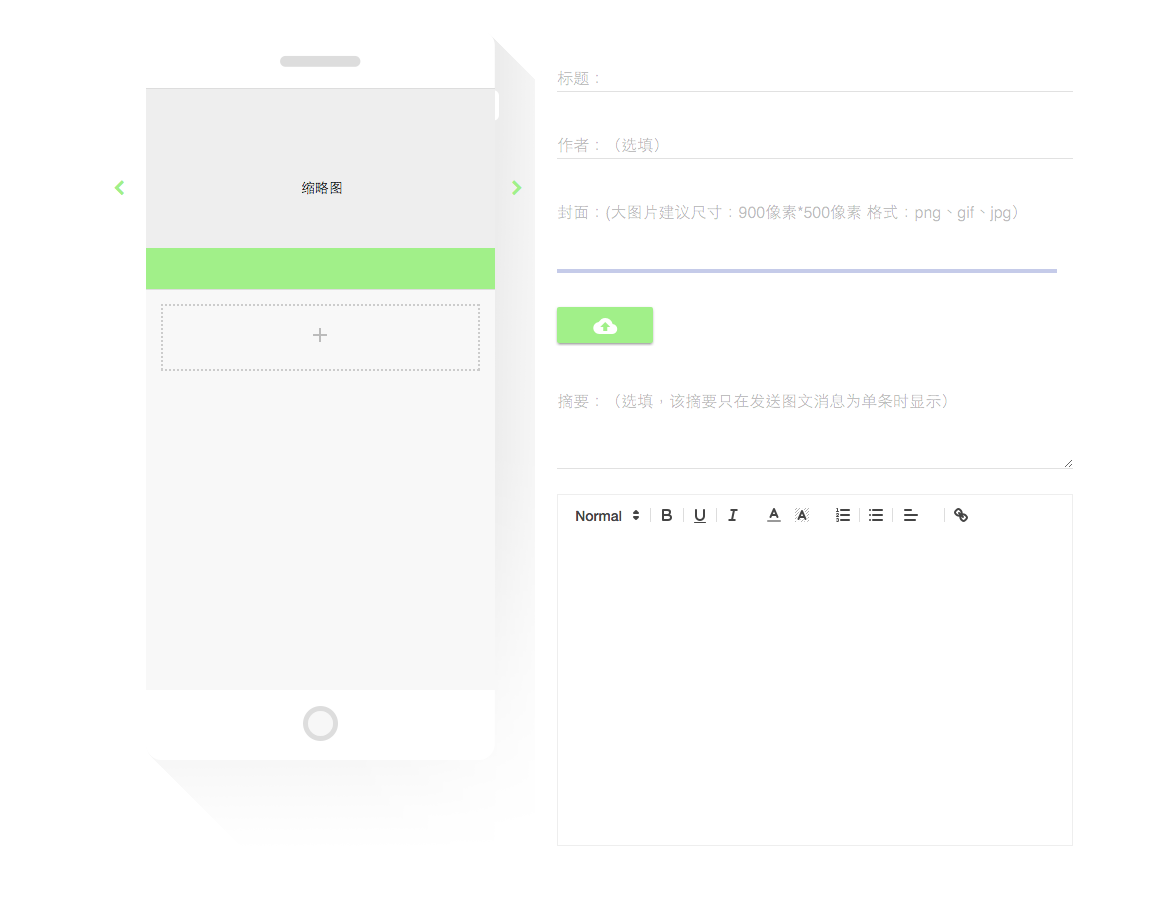 缩略图
标题：
作者：（选填）
封面：(大图片建议尺寸：900像素*500像素 格式：png、gif、jpg）
摘要：（选填，该摘要只在发送图文消息为单条时显示）
Normal B U I A A